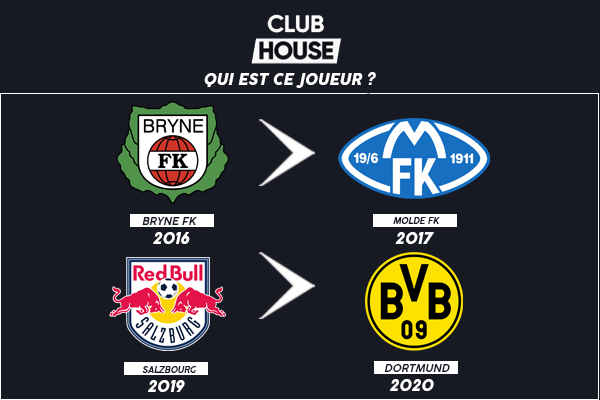 CLUB
HOUSE
QUI EST CE JOUEUR ?
BRYNE
FK
BRYNE FK
2016
M
19/6 1911
FK
MOLDE FK
2017
Red Bull
SALZBURG
SALZBOURG
2019
BVB
09
DORTMUND
2020